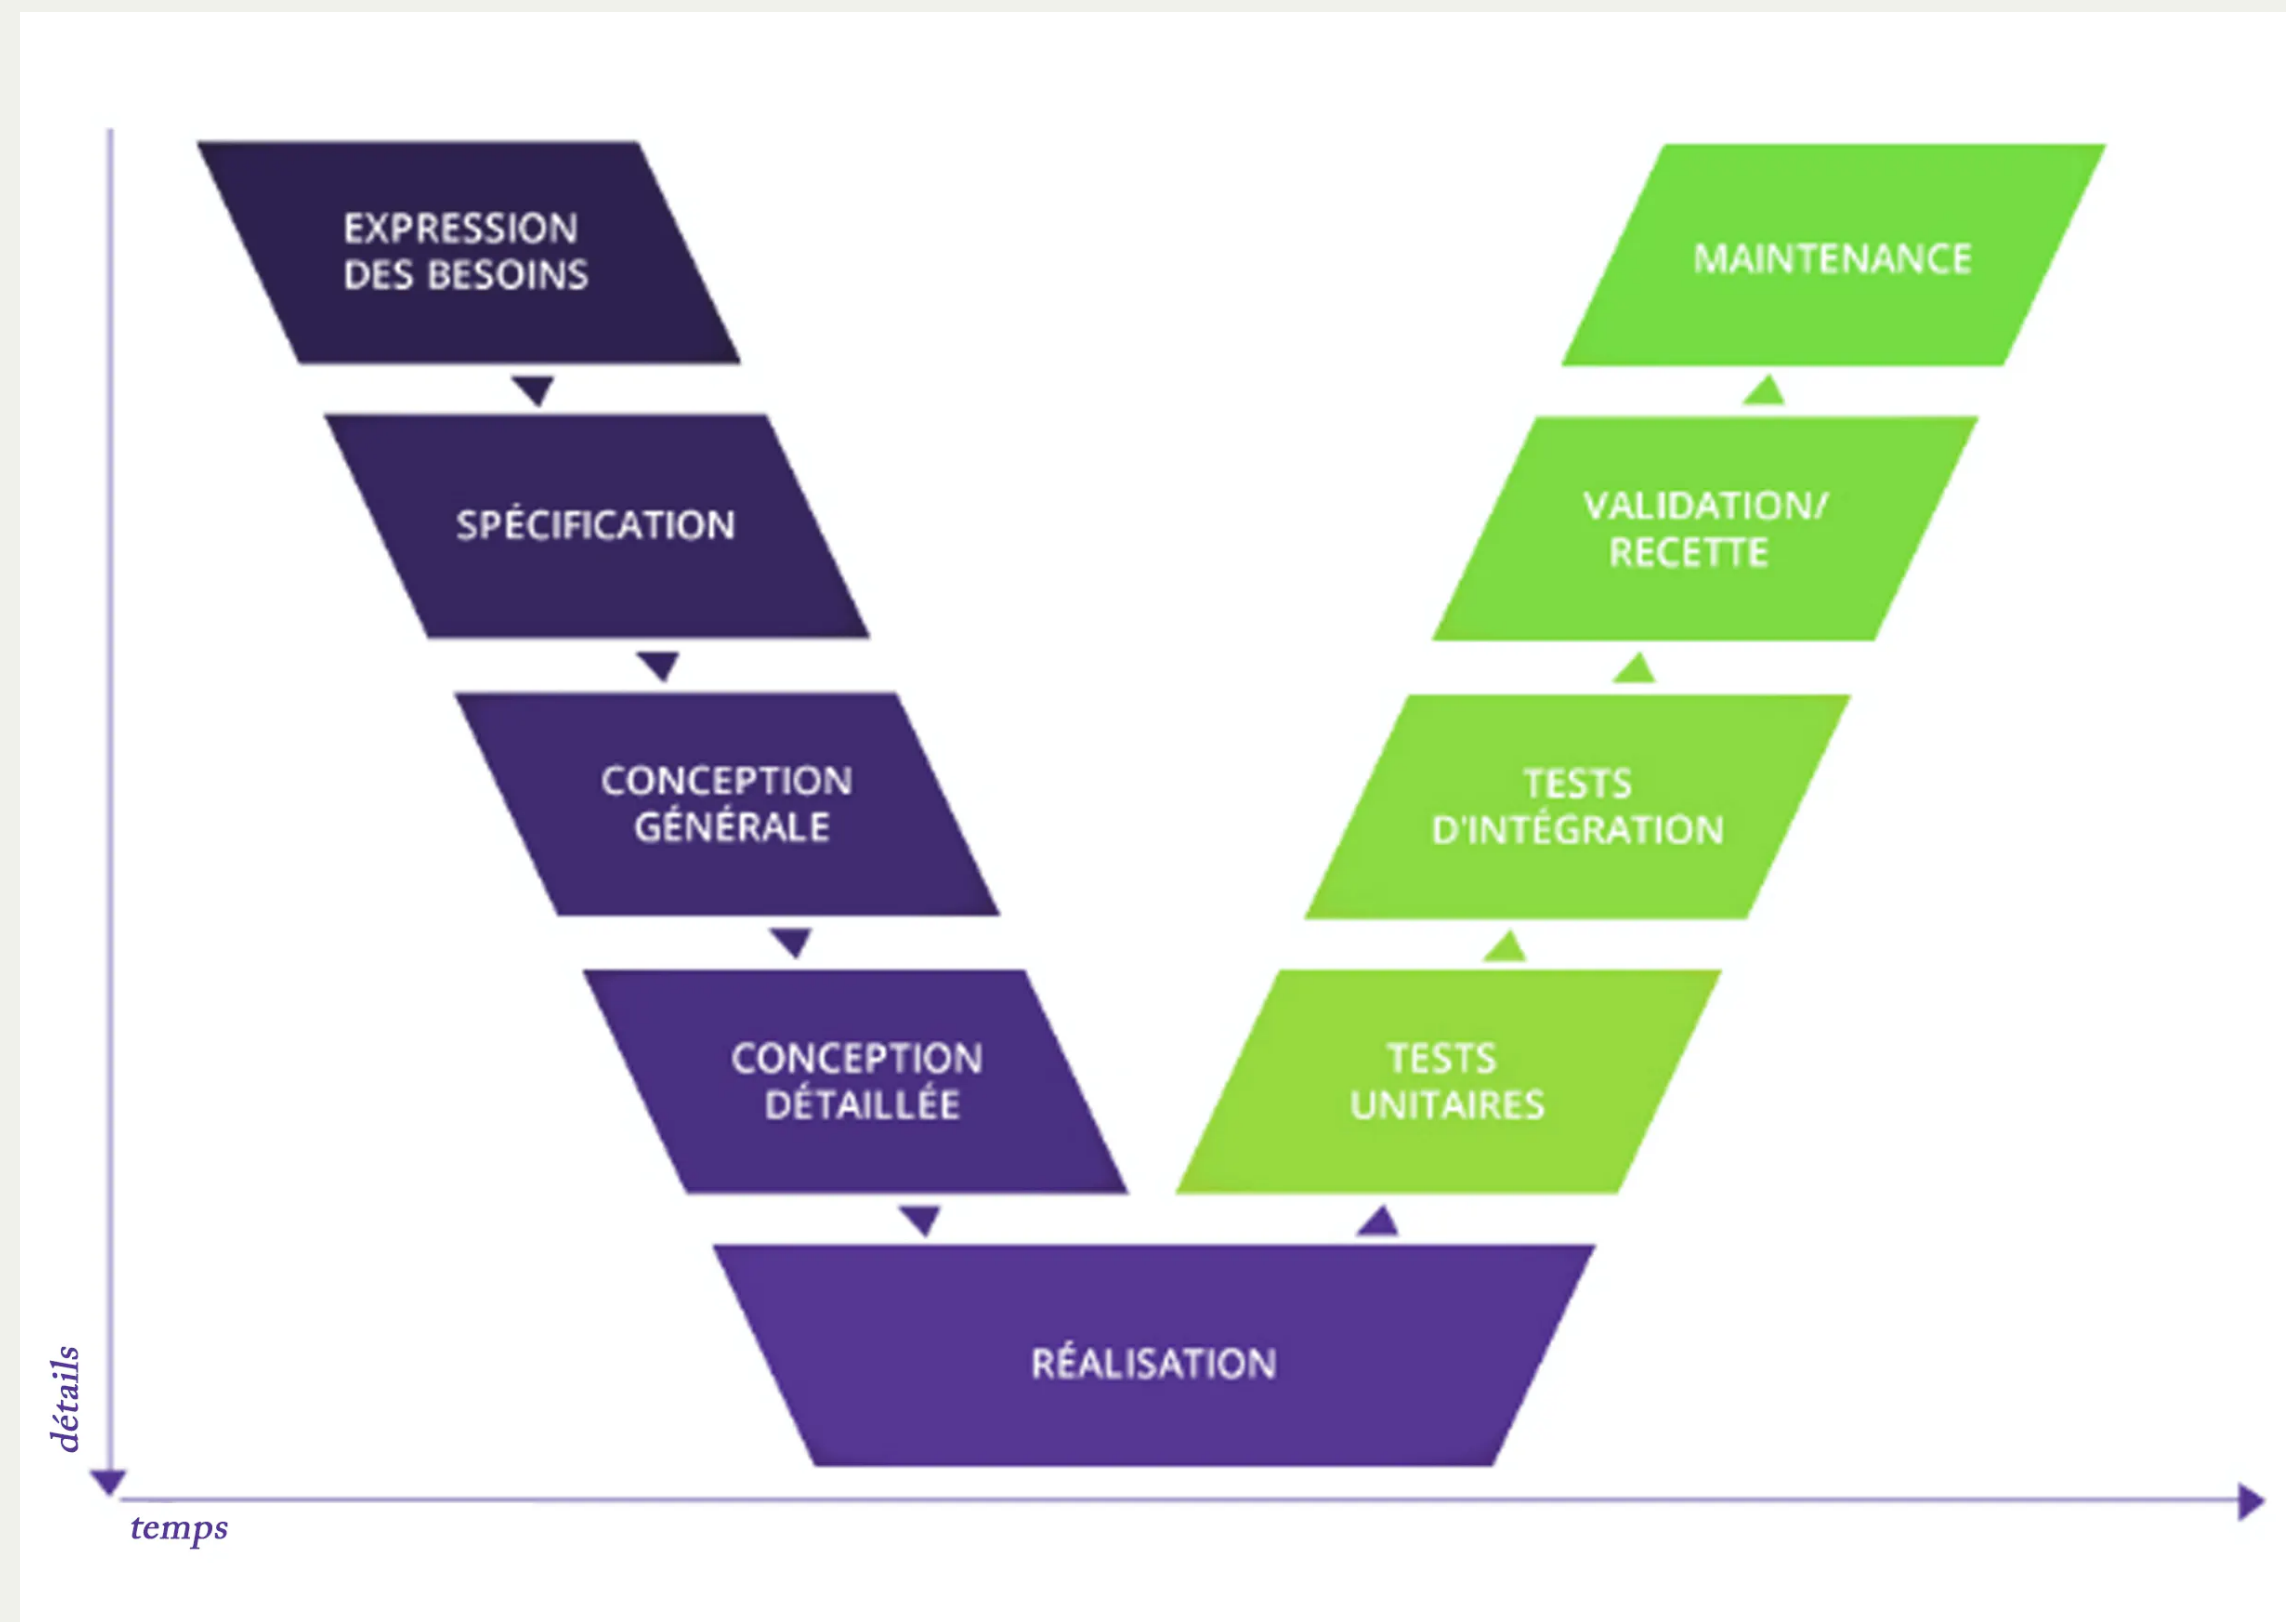 EXPRESSION
DES BESOINS
SPÉCIFICATION
CONCEPTION
GÉNÉRALE
CONCEPTION
DÉTAILLÉE
RÉALISATION
TESTS
UNITAIRES
TESTS
D'INTÉGRATION
VALIDATION/
RECETTE
MAINTENANCE
détails
temps